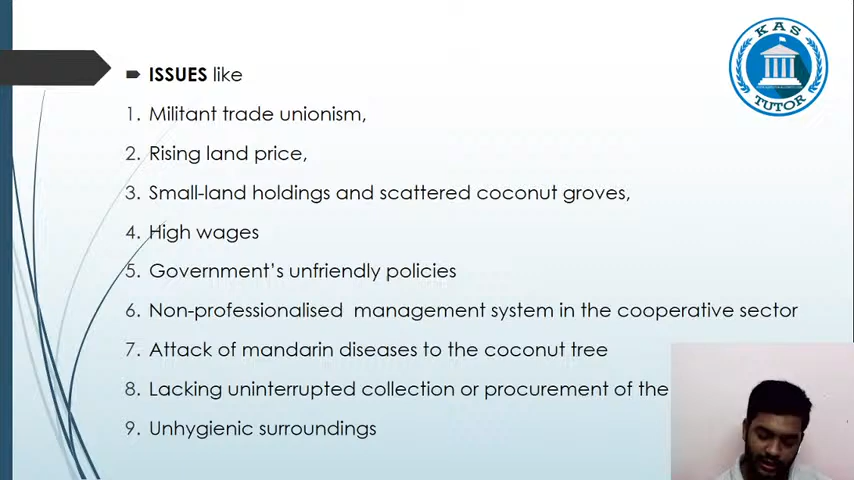 ISSUES like
1. Militant trade unionism,
2. Rising land price,
3. Small-land holdings and scattered coconut groves,
4. High wages
5. Government's unfriendly policies
6. Non-professionalised management system in the cooperative sector
7. Attack of mandarin diseases to the coconut tree
8. Lacking uninterrupted collection or procurement of the
9. Unhygienic surroundings
KAS
TUTOR